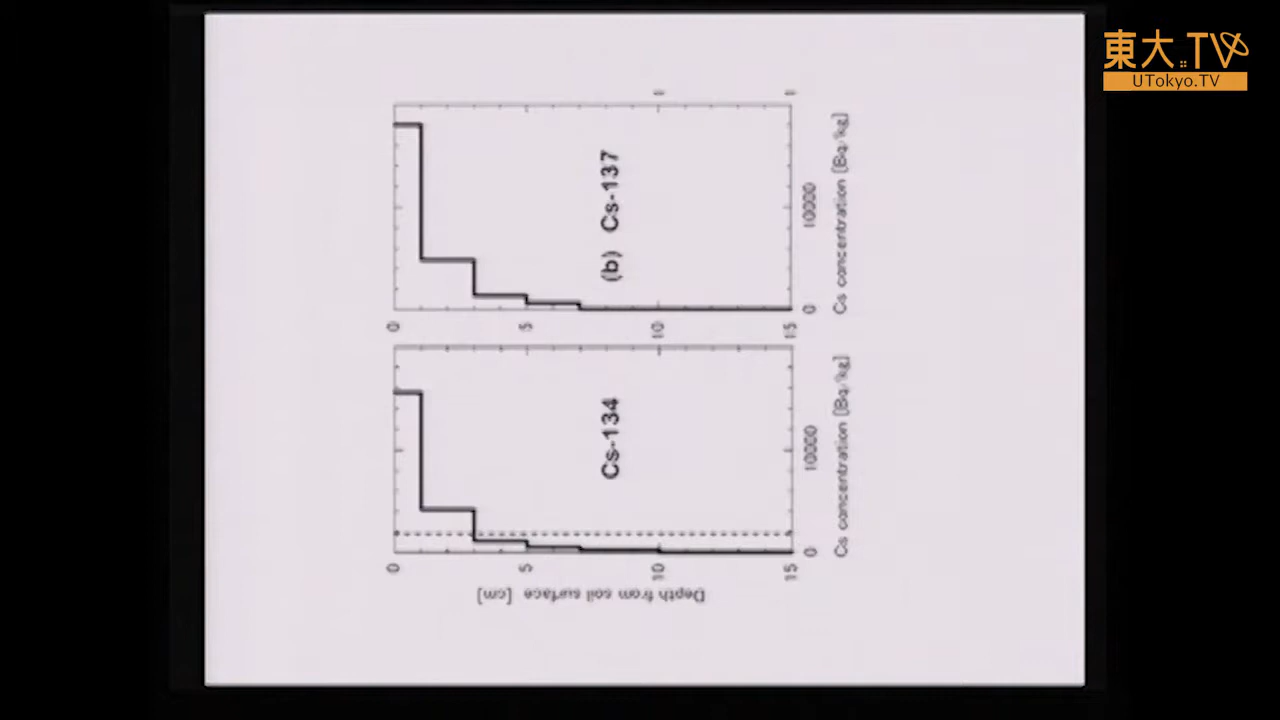 東大.TV
UTokyo.TV
(b) Cs-137
0
10000
Cs concentration [Bq/kg]
0
5
10
15
Cs-134
0
10000
Cs concentration [Bq/kg]
0
5
10
15
Depth from soil surface [cm]